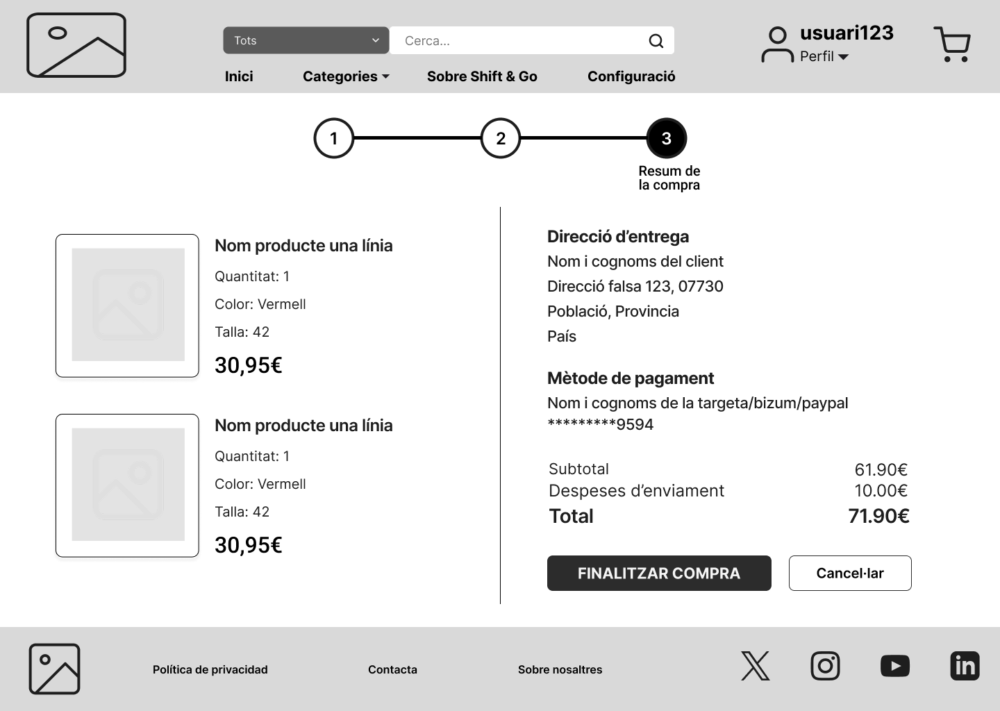 Tots
Cerca...
usuari123
Perfil
Inici
Categories
Sobre Shift & Go
Configuració
1
2
3
Resum de
la compra
Nom producte una línia
Quantitat: 1
Color: Vermell
Talla: 42
30,95€
Nom producte una línia
Quantitat: 1
Color: Vermell
Talla: 42
30,95€
Direcció d’entrega
Nom i cognoms del client
Direcció falsa 123, 07730
Població, Provincia
País
Mètode de pagament
Nom i cognoms de la targeta/bizum/paypal
*********9594
Subtotal 61.90€
Despeses d’enviament 10.00€
Total 71.90€
FINALITZAR COMPRA
Cancel·lar
Política de privacidad
Contacta
Sobre nosaltres
in